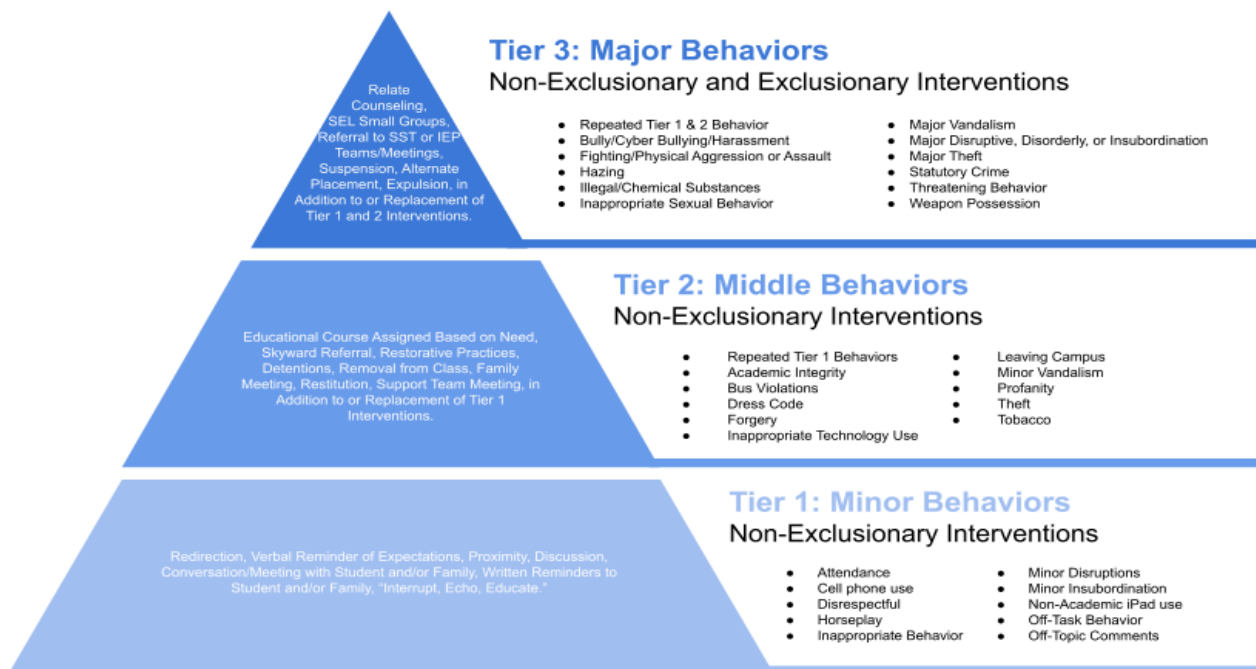 Tier 3: Major Behaviors
Non-Exclusionary and Exclusionary Interventions
Relate
Counseling,
SEL Small Groups,
Referral to SST or IEP
Teams/Meetings,
Suspension, Alternate
Placement, Expulsion, in
Addition to or Replacement of
Tier 1 and 2 Interventions.
● Repeated Tier 1 & 2 Behavior
● Bully/Cyber Bullying/Harassment
● Fighting/Physical Aggression or Assault
● Hazing
● Illegal/Chemical Substances
● Inappropriate Sexual Behavior
● Major Vandalism
● Major Disruptive, Disorderly, or Insubordination
● Major Theft
● Statutory Crime
● Threatening Behavior
● Weapon Possession
Tier 2: Middle Behaviors
Non-Exclusionary Interventions
Educational Course Assigned Based on Need,
Skyward Referral, Restorative Practices,
Detentions, Removal from Class, Family
Meeting, Restitution, Support Team Meeting, in
Addition to or Replacement of Tier 1
Interventions.
● Repeated Tier 1 Behaviors
● Academic Integrity
● Bus Violations
● Dress Code
● Forgery
● Inappropriate Technology Use
● Leaving Campus
● Minor Vandalism
● Profanity
● Theft
● Tobacco
Tier 1: Minor Behaviors
Non-Exclusionary Interventions
Redirection, Verbal Reminder of Expectations, Proximity, Discussion,
Conversation/Meeting with Student and/or Family, Written Reminders to
Student and/or Family, “Interrupt, Echo, Educate.”
● Attendance
● Cell phone use
● Disrespectful
● Horseplay
● Inappropriate Behavior
● Minor Disruptions
● Minor Insubordination
● Non-Academic iPad use
● Off-Task Behavior
● Off-Topic Comments